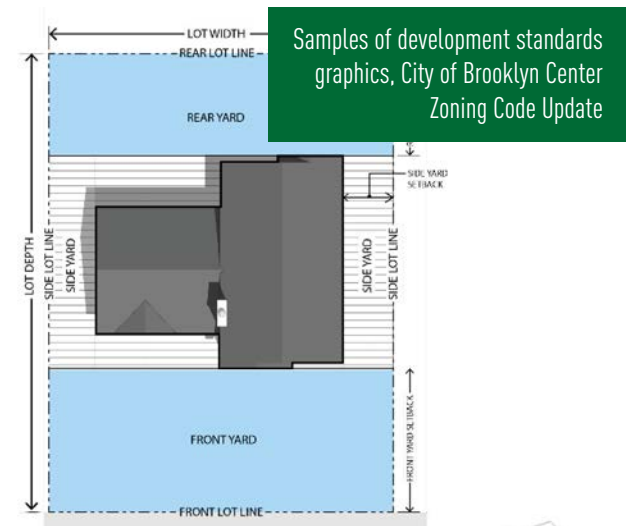 Samples of development standards
graphics, City of Brooklyn Center
Zoning Code Update
LOT WIDTH
REAR LOT LINE
REAR YARD
SIDE YARD
SETBACK
LOT DEPTH
SIDE LOT LINE
SIDE YARD
SIDE YARD
SIDE LOT LINE
FRONT YARD SETBACK
FRONT YARD
FRONT LOT LINE